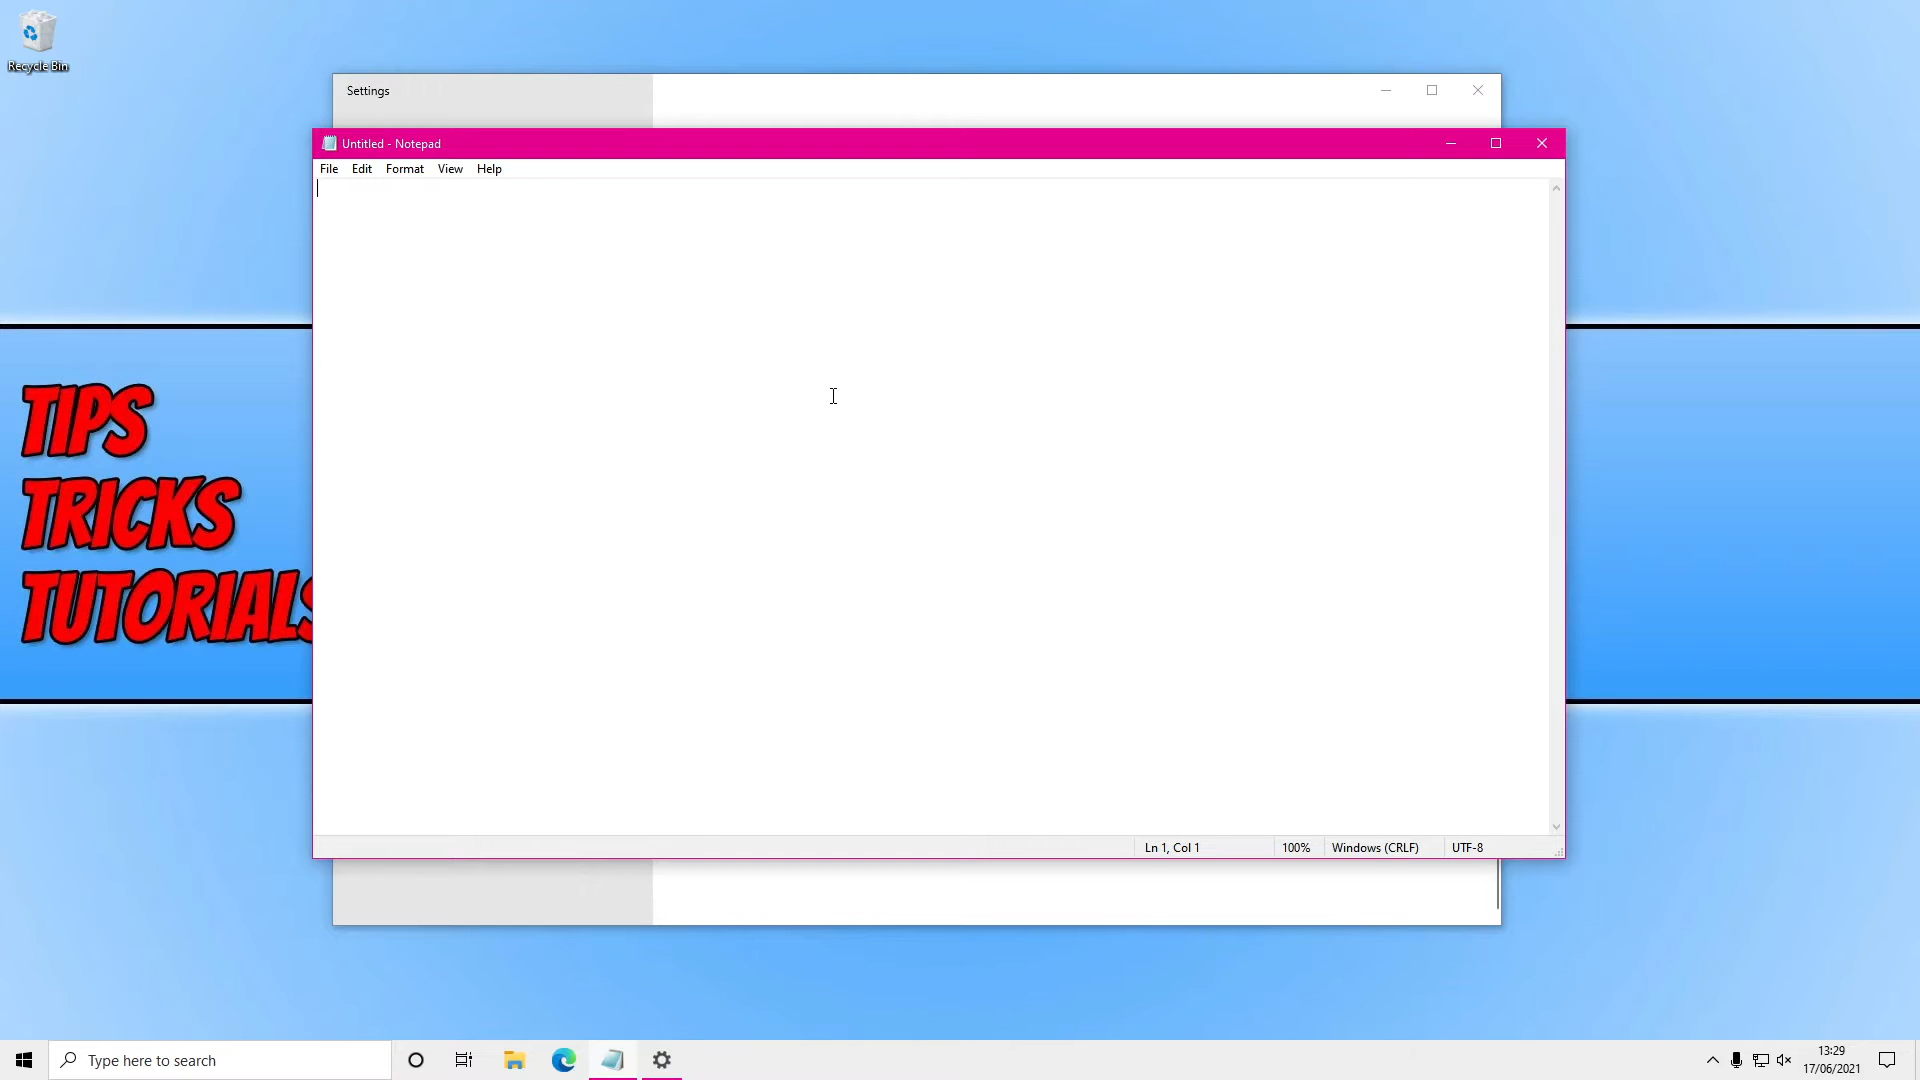 Recycle Bin
Settings
Untitled - Notepad
File Edit Format View Help
TIPS
TRICKS
TUTORIALS
Ln 1, Col 1 100% Windows (CRLF) UTF-8
Type here to search
13:29
17/06/2021